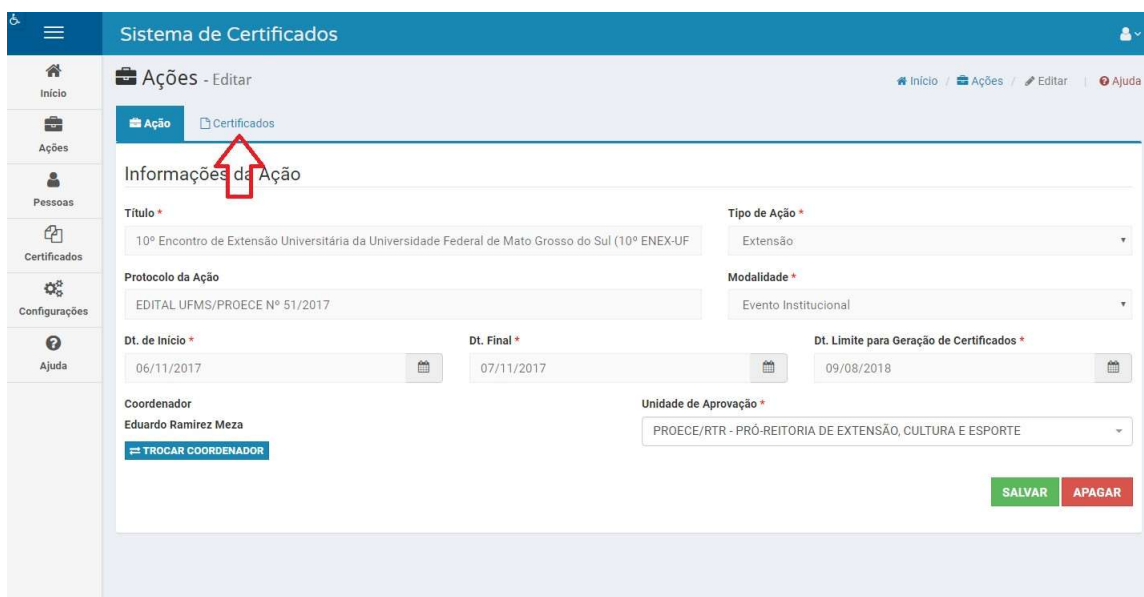 Sistema de Certificados
Início
Ações
Pessoas
Certificados
Configurações
Ajuda
Ações - Editar
Início / Ações / Editar | Ajuda
Ação Certificados
Informações da Ação
Título * Tipo de Ação *
10º Encontro de Extensão Universitária da Universidade Federal de Mato Grosso do Sul (10º ENEX-UF Extensão
Protocolo da Ação Modalidade *
EDITAL UFMS/PROECE Nº 51/2017 Evento Institucional
Dt. de Início * Dt. Final * Dt. Limite para Geração de Certificados *
06/11/2017 07/11/2017 09/08/2018
Coordenador Unidade de Aprovação *
Eduardo Ramirez Meza PROECE/RTR - PRÓ-REITORIA DE EXTENSÃO, CULTURA E ESPORTE
TROCAR COORDENADOR
SALVAR APAGAR